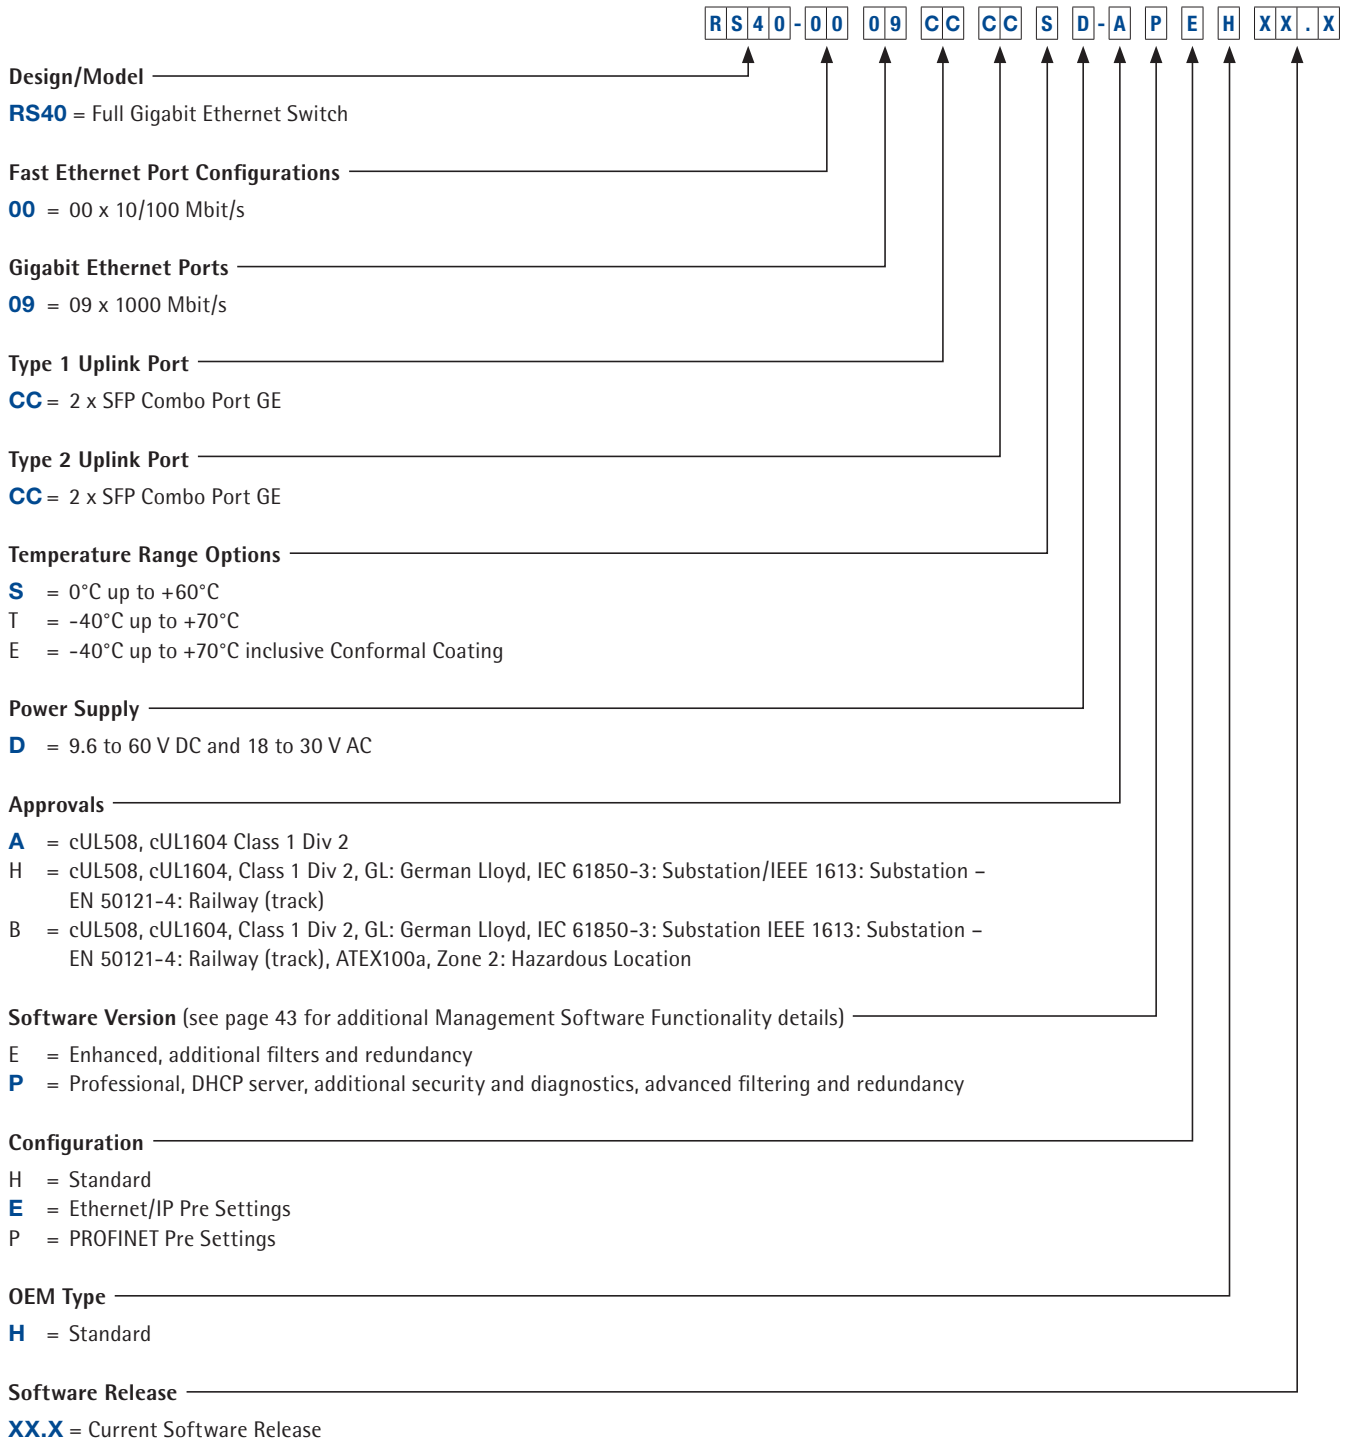 RS40-00 09 CC CC S D-A P E H XX.X
Design/Model
RS40 = Full Gigabit Ethernet Switch
Fast Ethernet Port Configurations
00 = 00 x 10/100 Mbit/s
Gigabit Ethernet Ports
09 = 09 x 1000 Mbit/s
Type 1 Uplink Port
CC = 2 x SFP Combo Port GE
Type 2 Uplink Port
CC = 2 x SFP Combo Port GE
Temperature Range Options
S = 0°C up to +60°C
T = -40°C up to +70°C
E = -40°C up to +70°C inclusive Conformal Coating
Power Supply
D = 9.6 to 60 V DC and 18 to 30 V AC
Approvals
A = cUL508, cUL1604 Class 1 Div 2
H = cUL508, cUL1604, Class 1 Div 2, GL: German Lloyd, IEC 61850-3: Substation/IEEE 1613: Substation –
EN 50121-4: Railway (track)
B = cUL508, cUL1604, Class 1 Div 2, GL: German Lloyd, IEC 61850-3: Substation IEEE 1613: Substation –
EN 50121-4: Railway (track), ATEX100a, Zone 2: Hazardous Location
Software Version (see page 43 for additional Management Software Functionality details)
E = Enhanced, additional filters and redundancy
P = Professional, DHCP server, additional security and diagnostics, advanced filtering and redundancy
Configuration
H = Standard
E = Ethernet/IP Pre Settings
P = PROFINET Pre Settings
OEM Type
H = Standard
Software Release
XX.X = Current Software Release